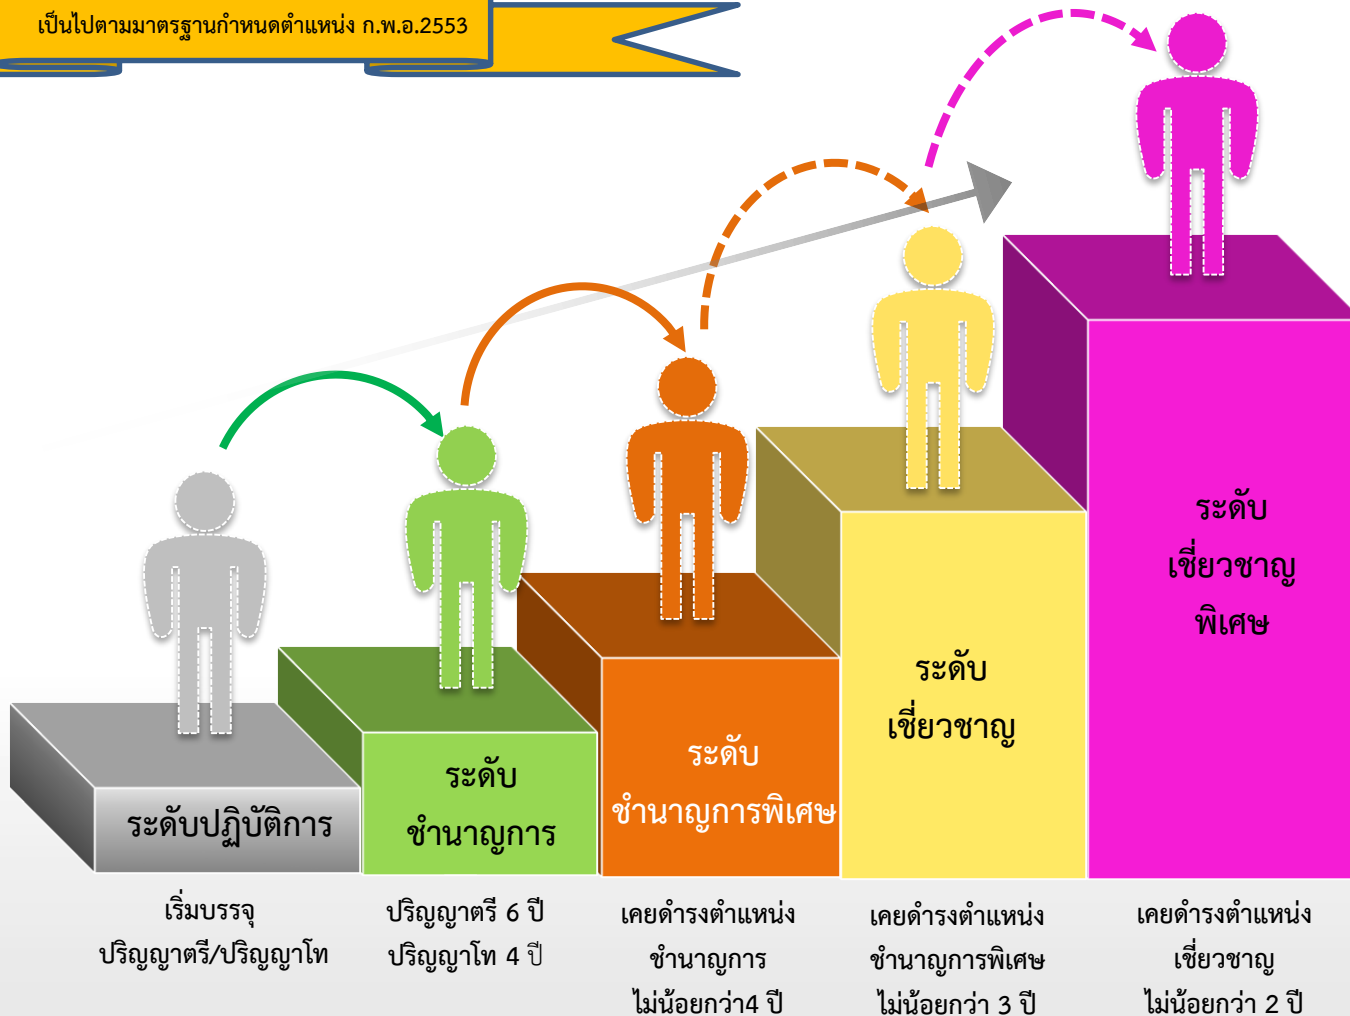 เป็นไปตามมาตรฐานกำหนดตำแหน่ง ก.พ.อ.2553
ระดับปฏิบัติการ
เริ่มบรรจุ
ปริญญาตรี/ปริญญาโท
ระดับ
ชำนาญการ
ปริญญาตรี 6 ปี
ปริญญาโท 4 ปี
ระดับ
ชำนาญการพิเศษ
เคยดำรงตำแหน่ง
ชำนาญการ
ไม่น้อยกว่า4 ปี
ระดับ
เชี่ยวชาญ
เคยดำรงตำแหน่ง
ชำนาญการพิเศษ
ไม่น้อยกว่า 3 ปี
ระดับ
เชี่ยวชาญ
พิเศษ
เคยดำรงตำแหน่ง
เชี่ยวชาญ
ไม่น้อยกว่า 2 ปี